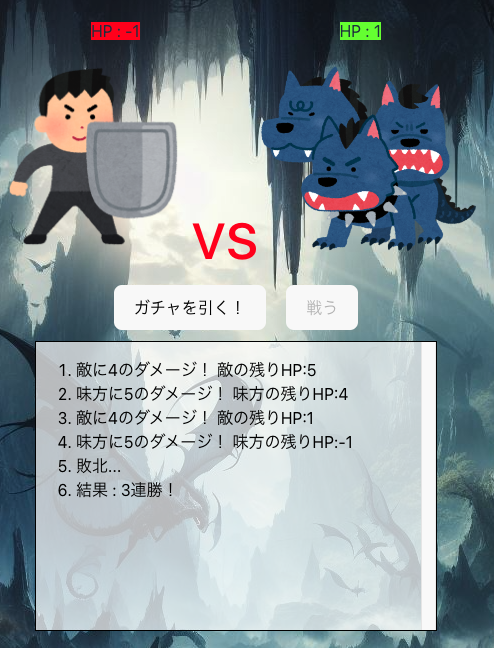 HP : -1
HP : 1
VS
ガチャを引く！
戦う
1. 敵に4のダメージ！ 敵の残りHP:5
2. 味方に5のダメージ！ 味方の残りHP:4
3. 敵に4のダメージ！ 敵の残りHP:1
4. 味方に5のダメージ！ 味方の残りHP:-1
5. 敗北...
6. 結果 : 3連勝！